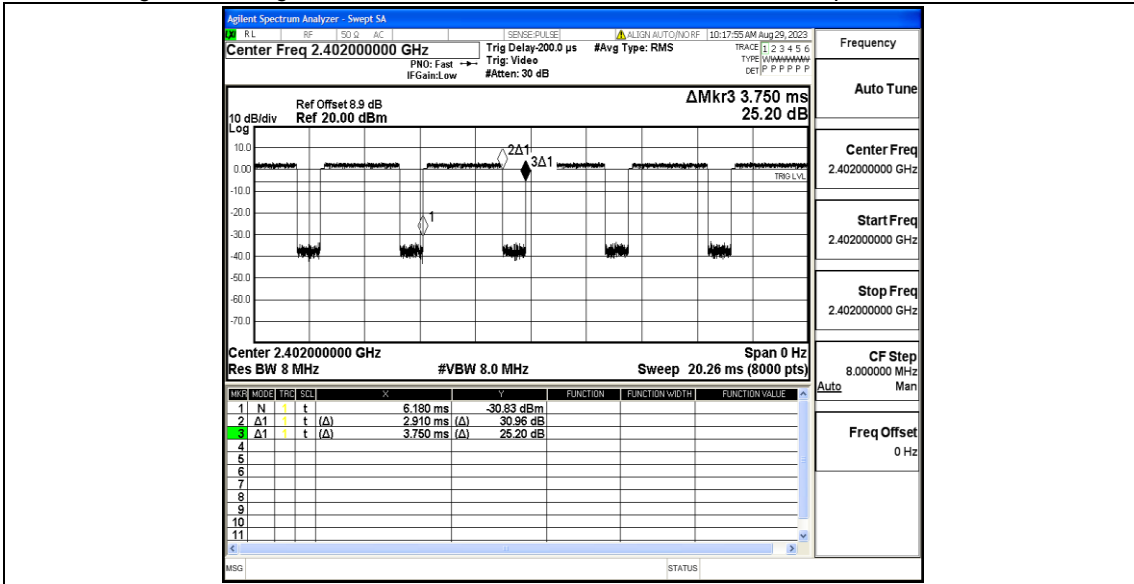 Agilent Spectrum Analyzer - Swept SA
RL RF 50 Ω AC SENSE:PULSE ALIGN AUTO/NO RF 10:17:55 AM Aug 29, 2023
Center Freq 2.402000000 GHz Trig Delay-200.0 µs #Avg Type: RMS TRACE 1 2 3 4 5 6
PNO: Fast Trig: Video TYPE
IFGain:Low #Atten: 30 dB DET P P P P P P
Frequency
Auto Tune
Center Freq
2.402000000 GHz
Start Freq
2.402000000 GHz
Stop Freq
2.402000000 GHz
CF Step
8.000000 MHz
Auto Man
Freq Offset
0 Hz
ΔMkr3 3.750 ms
25.20 dB
Ref Offset 8.9 dB
10 dB/div Ref 20.00 dBm
Log
10.0
0.00
-10.0
-20.0
-30.0
-40.0
-50.0
-60.0
-70.0
2Δ1
3Δ1
TRIG LVL
1
Center 2.402000000 GHz Span 0 Hz
Res BW 8 MHz #VBW 8.0 MHz Sweep 20.26 ms (8000 pts)
MKR MODE TRC SCL X Y FUNCTION FUNCTION WIDTH FUNCTION VALUE
1 N 1 t 6.180 ms -30.83 dBm
2 Δ1 1 t (Δ) 2.910 ms (Δ) 30.96 dB
3 Δ1 1 t (Δ) 3.750 ms (Δ) 25.20 dB
4
5
6
7
8
9
10
11
MSG STATUS